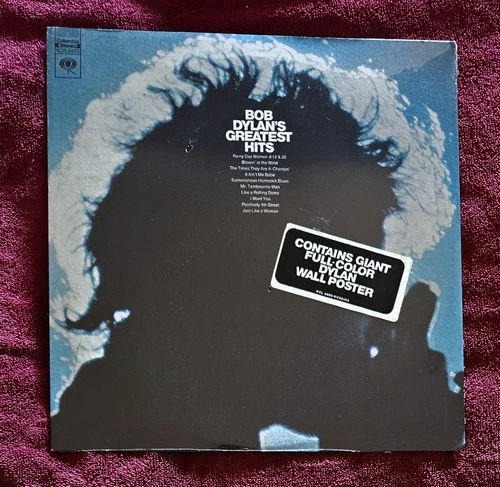 Columbia
Stereo
BOB
DYLAN'S
GREATEST
HITS
Rainy Day Women #12 & 35
Blowin' in the Wind
The Times They Are A-Changin'
It Ain't Me Babe
Subterranean Homesick Blues
Mr. Tambourine Man
Like a Rolling Stone
I Want You
Positively 4th Street
Just Like a Woman
CONTAINS GIANT
FULL-COLOR
DYLAN
WALL POSTER